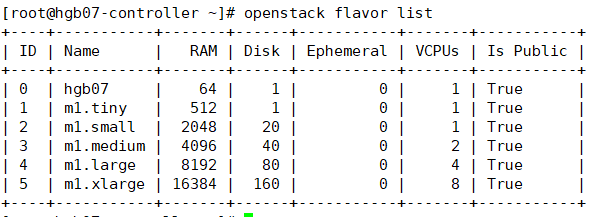 [root@hgb07-controller ~]# openstack flavor list
+----+-----------+-------+------+-----------+-------+-----------+
| ID | Name      |   RAM | Disk | Ephemeral | VCPUs | Is Public |
+----+-----------+-------+------+-----------+-------+-----------+
| 0  | hgb07     |    64 |    1 |         0 |     1 | True      |
| 1  | m1.tiny   |   512 |    1 |         0 |     1 | True      |
| 2  | m1.small  |  2048 |   20 |         0 |     1 | True      |
| 3  | m1.medium |  4096 |   40 |         0 |     2 | True      |
| 4  | m1.large  |  8192 |   80 |         0 |     4 | True      |
| 5  | m1.xlarge | 16384 |  160 |         0 |     8 | True      |
+----+-----------+-------+------+-----------+-------+-----------+